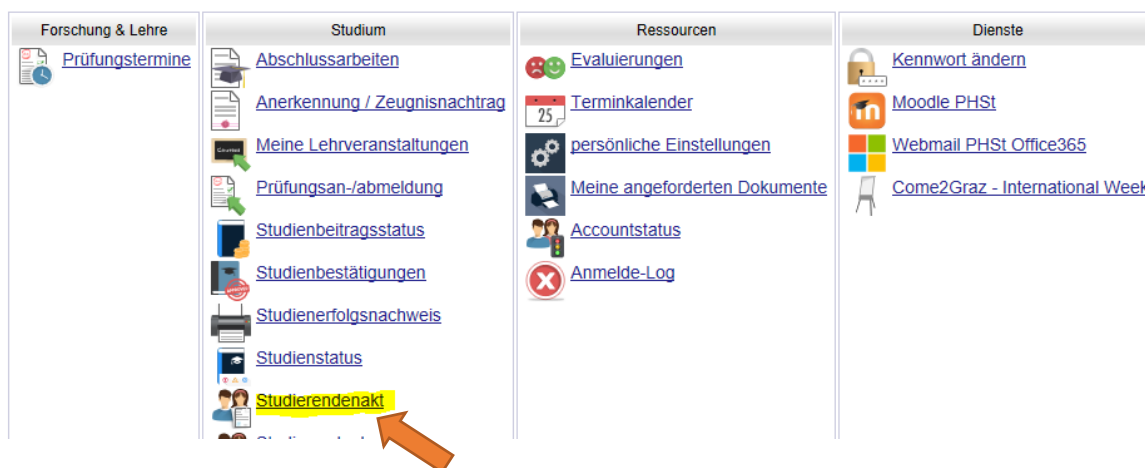 Forschung & Lehre
Prüfungstermine
Studium
Abschlussarbeiten
Anerkennung / Zeugnisnachtrag
Meine Lehrveranstaltungen
Prüfungsan-/abmeldung
Studienbeitragsstatus
Studienbestätigungen
Studienerfolgsnachweis
Studienstatus
Studierendenakt
Ressourcen
Evaluierungen
25
Terminkalender
persönliche Einstellungen
Meine angeforderten Dokumente
Accountstatus
Anmelde-Log
Dienste
Kennwort ändern
Moodle PHSt
Webmail PHSt Office365
Come2Graz - International Week